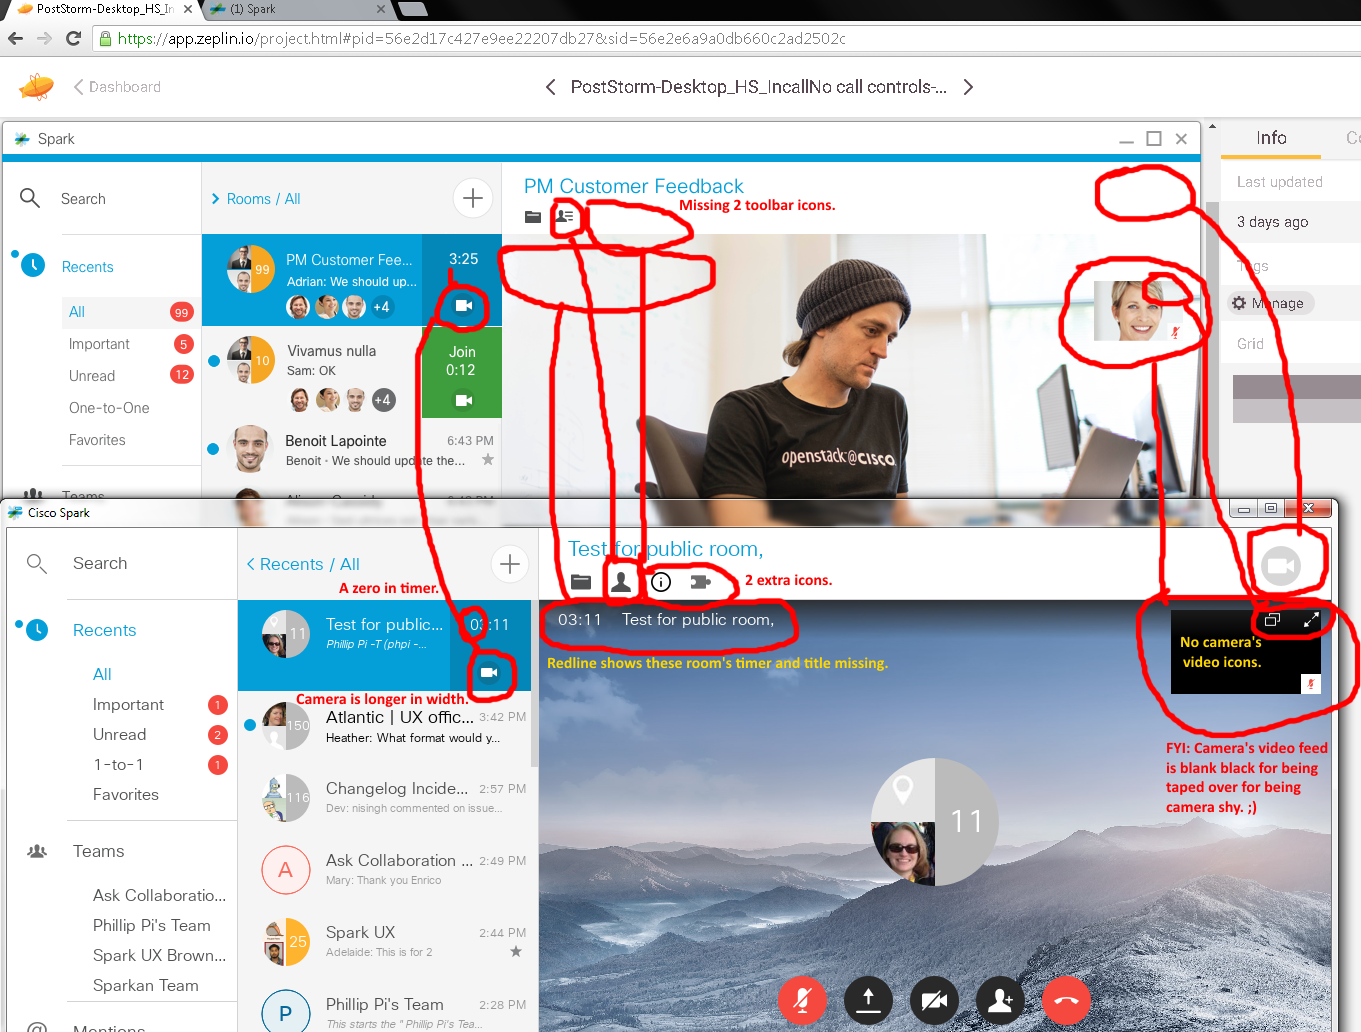 PostStorm-Desktop_HS_In
(1) Spark
https://app.zeplin.io/project.html#pid=56e2d17c427e9ee22207db27&sid=56e2e6a9a0db660c2ad2502c
Dashboard
PostStorm-Desktop_HS_IncallNo call controls-...
Spark
Info
Last updated
3 days ago
Tags
Manage
Grid
Search
Rooms / All
PM Customer Feedback
Missing 2 toolbar icons.
Recents
All
99
Important
5
Unread
12
One-to-One
Favorites
Teams
99
PM Customer Fee...
3:25
Adrian: We should up...
+4
10
Vivamus nulla
Sam: OK
+4
Join
0:12
Benoit Lapointe
6:43 PM
Benoit · We should update the...
openstack@cisco
Cisco Spark
Search
Recents / All
Test for public room,
A zero in timer.
2 extra icons.
Recents
All
Important
1
Unread
2
1-to-1
1
Favorites
Teams
Ask Collaboratio...
Phillip Pi's Team
Spark UX Brown...
Sparkan Team
Mentions
11
Test for public...
03:11
Phillip Pi -T (phpi -...
Camera is longer in width.
150
Atlantic | UX offic...
3:42 PM
Heather: What format would y...
116
Changelog Incide...
2:57 PM
Dev: nisingh commented on issue...
A
Ask Collaboration ...
2:49 PM
Mary: Thank you Enrico
25
Spark UX
2:44 PM
Adelaide: This is for 2
P
Phillip Pi's Team
2:28 PM
This starts the " Phillip Pi's Tea...
03:11
Test for public room,
Redline shows these room's timer and title missing.
No camera's
video icons.
FYI: Camera's video feed
is blank black for being
taped over for being
camera shy. ;)
11